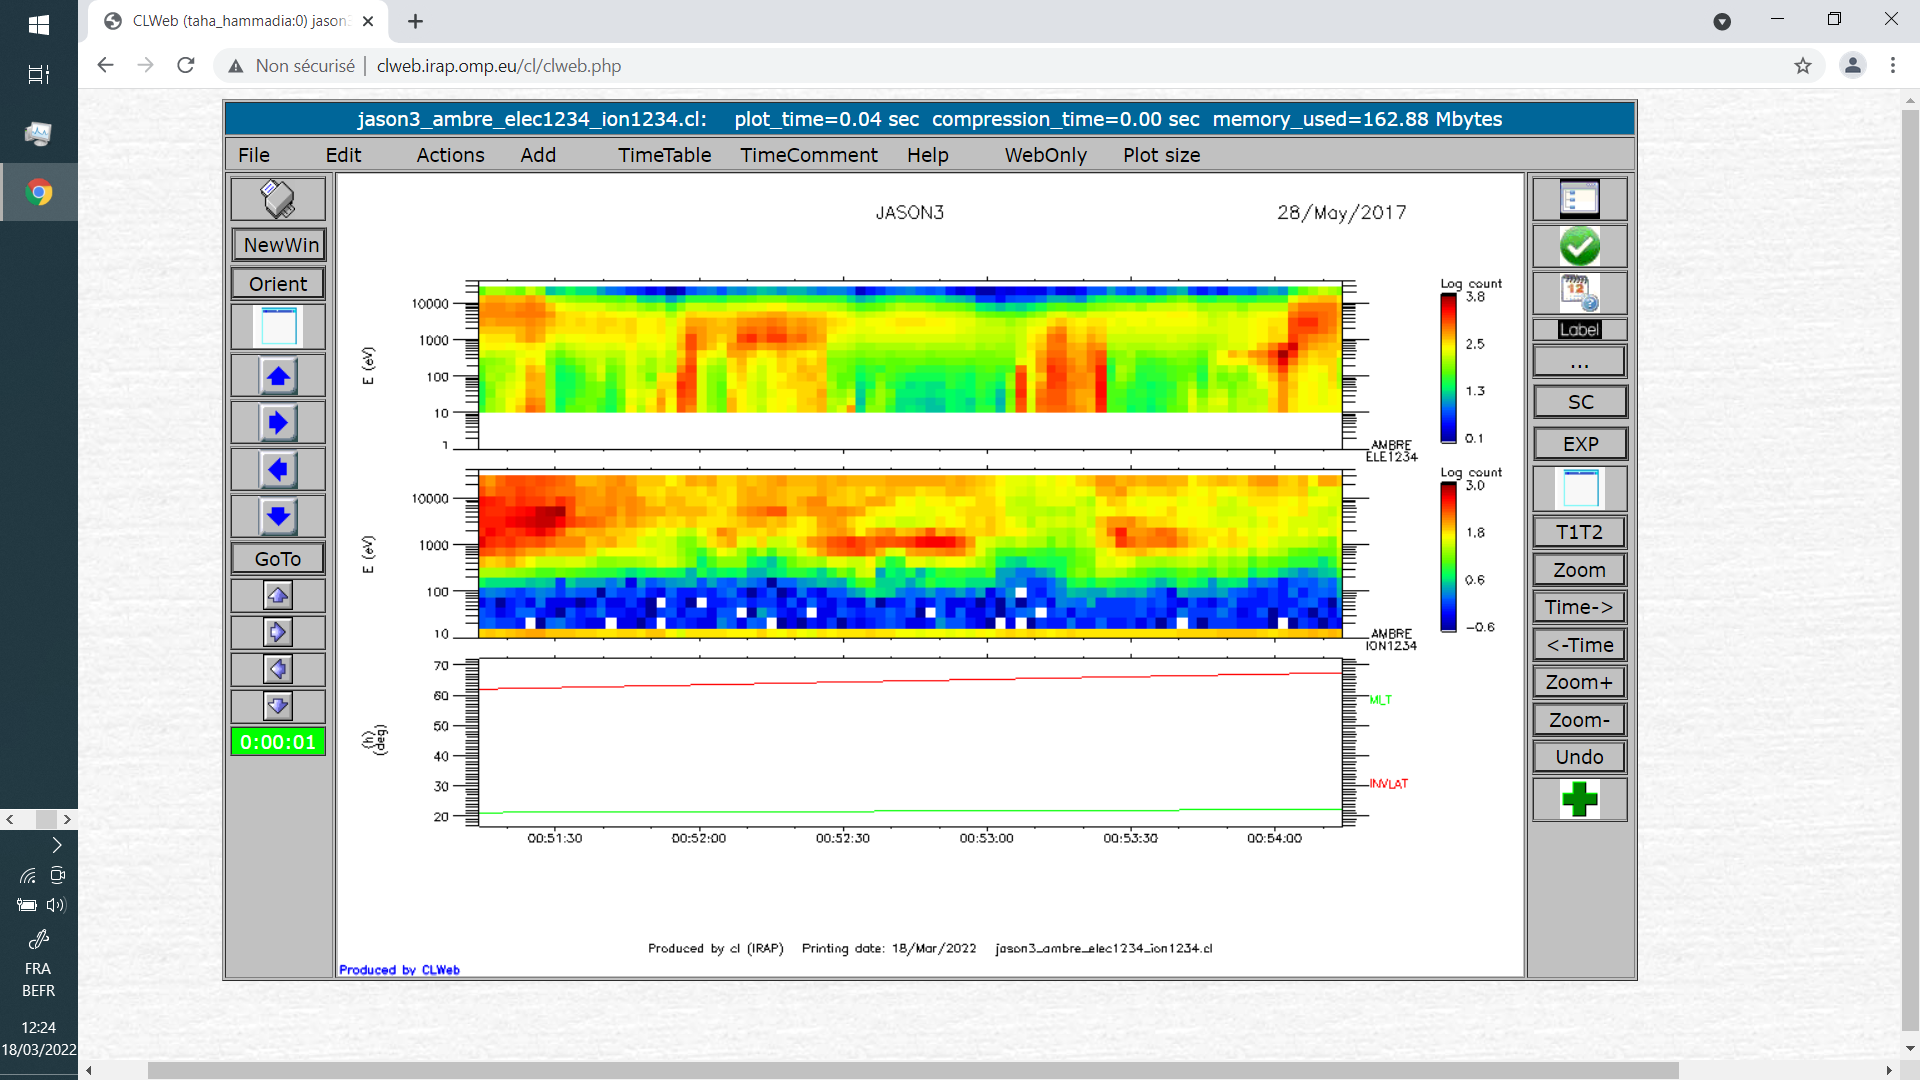 CLWeb (taha_hammadia:0) jason3
Non sécurisé | clweb.irap.omp.eu/cl/clweb.php
jason3_ambre_elec1234_ion1234.cl: plot_time=0.04 sec compression_time=0.00 sec memory_used=162.88 Mbytes
File Edit Actions Add TimeTable TimeComment Help WebOnly Plot size
NewWin
Orient
GoTo
0:00:01
JASON3 28/May/2017
Log count
3.8
2.5
1.3
0.1
E (eV)
10000
1000
100
10
1
AMBRE
ELE1234
Log count
3.0
1.8
0.6
-0.6
E (eV)
10000
1000
100
10
AMBRE
ION1234
(h)
(deg)
70
60
50
40
30
20
MLT
INVLAT
00:51:30 00:52:00 00:52:30 00:53:00 00:53:30 00:54:00
Produced by cl (IRAP) Printing date: 18/Mar/2022 jason3_ambre_elec1234_ion1234.cl
Produced by CLWeb
12
Label
...
SC
EXP
T1T2
Zoom
Time->
<-Time
Zoom+
Zoom-
Undo
FRA
BEFR
12:24
18/03/2022